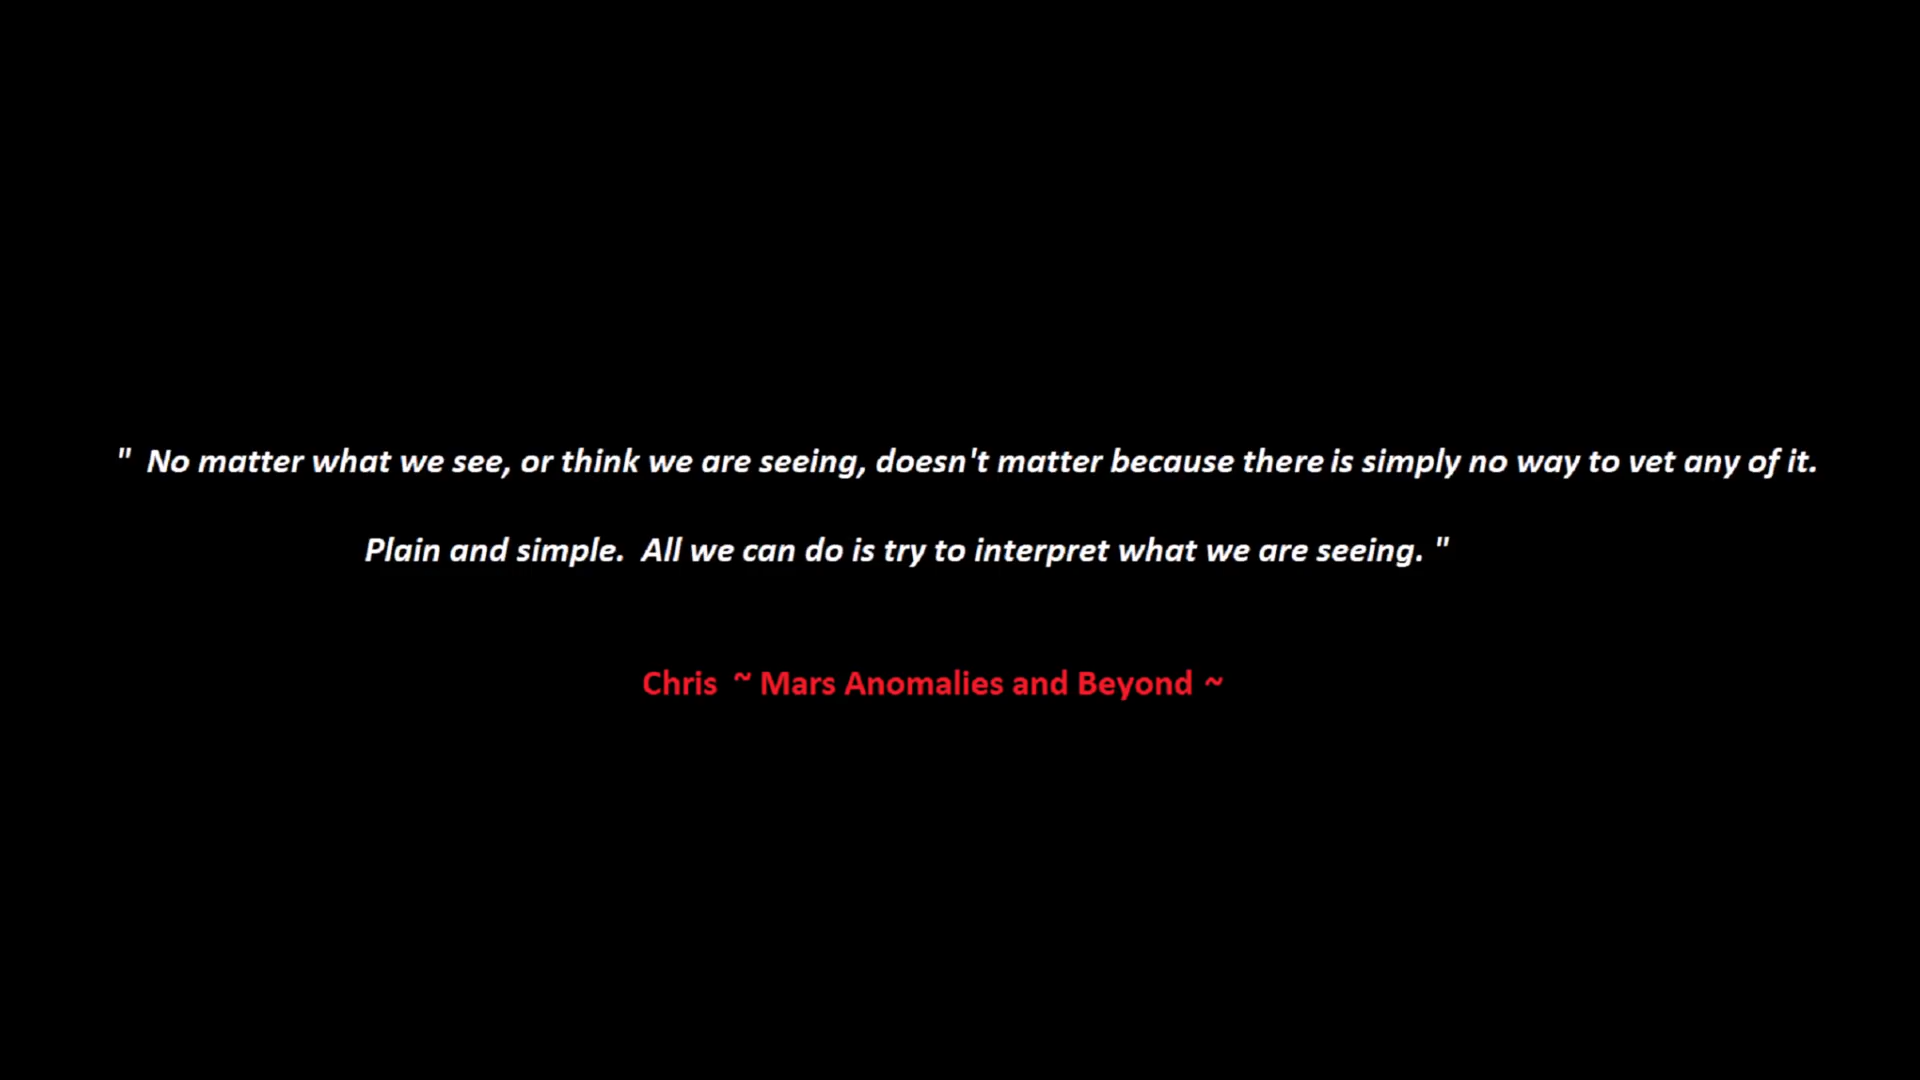 "  No matter what we see, or think we are seeing, doesn't matter because there is simply no way to vet any of it.
Plain and simple.  All we can do is try to interpret what we are seeing. "
Chris  ~ Mars Anomalies and Beyond ~